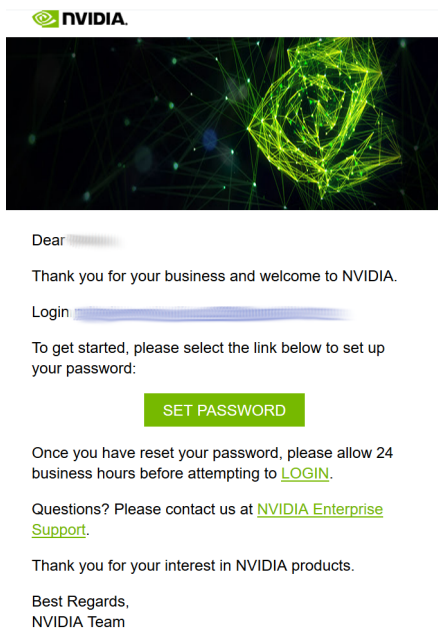 NVIDIA.
Dear
Thank you for your business and welcome to NVIDIA.
Login
To get started, please select the link below to set up
your password:
SET PASSWORD
Once you have reset your password, please allow 24
business hours before attempting to LOGIN.
Questions? Please contact us at NVIDIA Enterprise
Support.
Thank you for your interest in NVIDIA products.
Best Regards,
NVIDIA Team